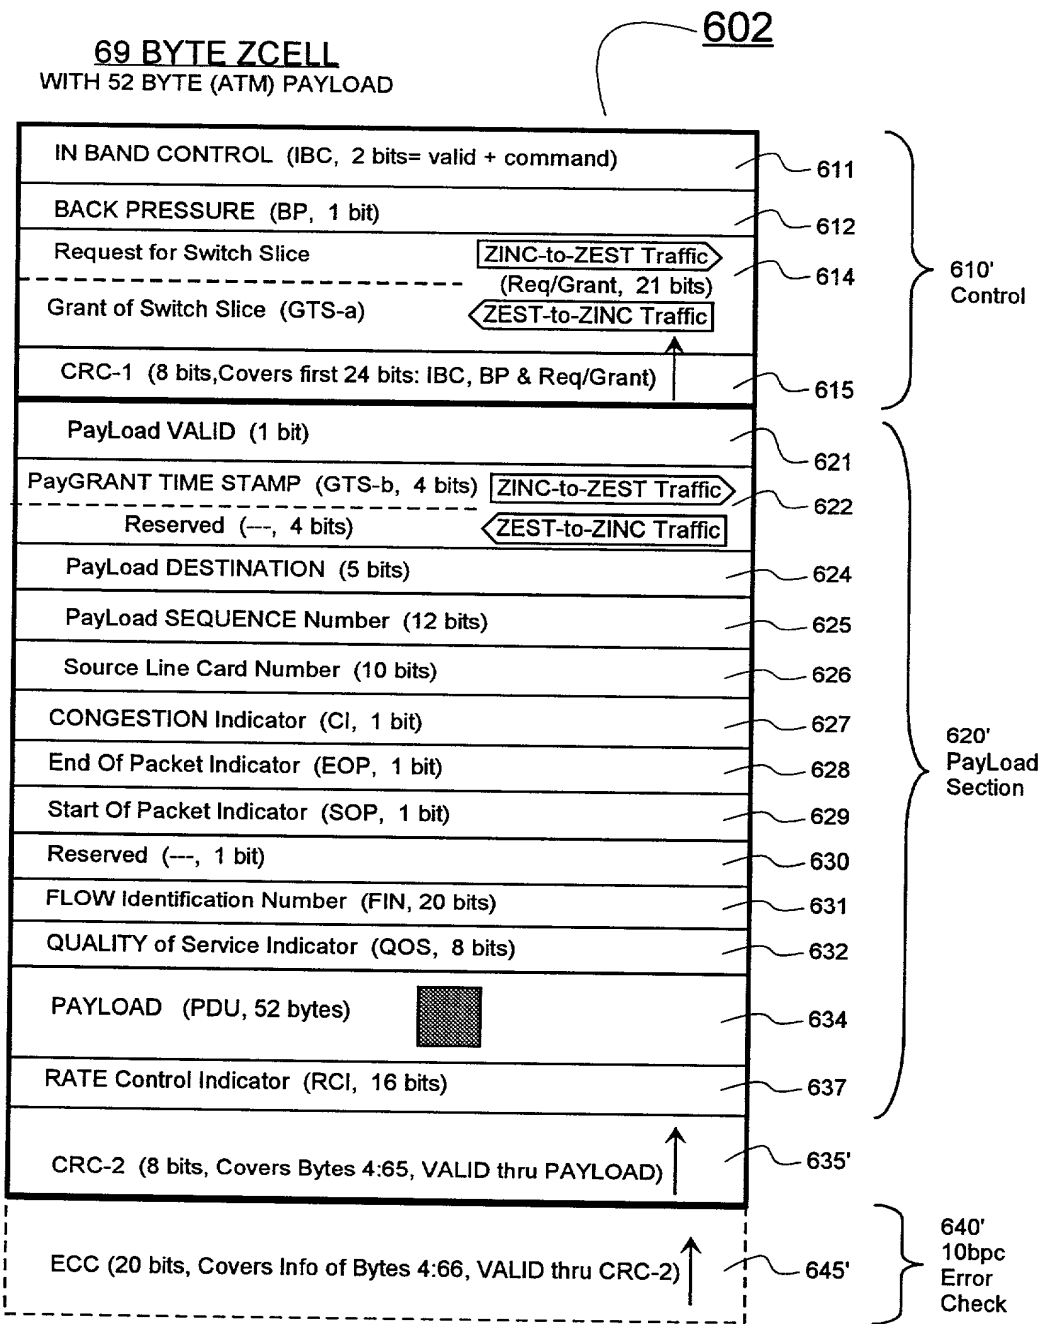 602
69 BYTE ZCELL
WITH 52 BYTE (ATM) PAYLOAD
IN BAND CONTROL (IBC, 2 bits= valid + command)
611
BACK PRESSURE (BP, 1 bit)
612
Request for Switch Slice
ZINC-to-ZEST Traffic
614
(Req/Grant, 21 bits)
Grant of Switch Slice (GTS-a)
ZEST-to-ZINC Traffic
610'
Control
CRC-1 (8 bits,Covers first 24 bits: IBC, BP & Req/Grant)
615
PayLoad VALID (1 bit)
621
PayGRANT TIME STAMP (GTS-b, 4 bits)
ZINC-to-ZEST Traffic
622
Reserved (---, 4 bits)
ZEST-to-ZINC Traffic
PayLoad DESTINATION (5 bits)
624
PayLoad SEQUENCE Number (12 bits)
625
Source Line Card Number (10 bits)
626
CONGESTION Indicator (CI, 1 bit)
627
End Of Packet Indicator (EOP, 1 bit)
628
620'
PayLoad
Section
Start Of Packet Indicator (SOP, 1 bit)
629
Reserved (---, 1 bit)
630
FLOW Identification Number (FIN, 20 bits)
631
QUALITY of Service Indicator (QOS, 8 bits)
632
PAYLOAD (PDU, 52 bytes)
634
RATE Control Indicator (RCI, 16 bits)
637
CRC-2 (8 bits, Covers Bytes 4:65, VALID thru PAYLOAD)
635'
ECC (20 bits, Covers Info of Bytes 4:66, VALID thru CRC-2)
645'
640'
10bpc
Error
Check